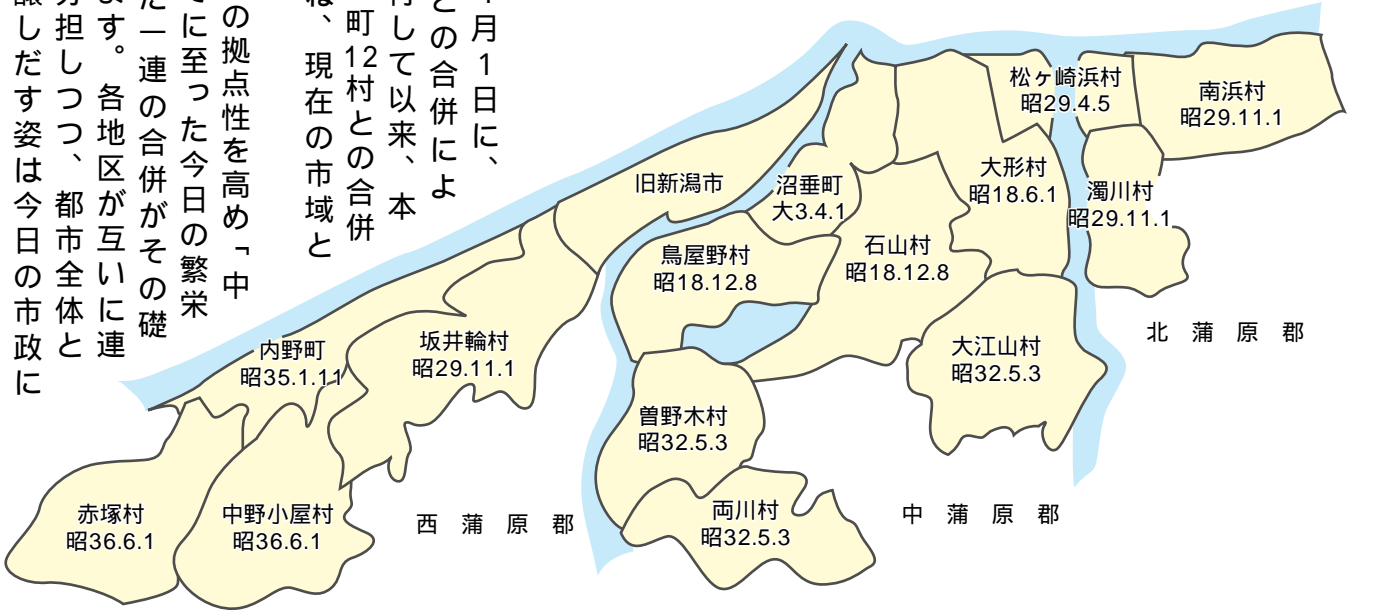 月1日に、
との合併によ
行して以来、本
町12村との合併
ね、現在の市域と
の拠点性を高め「中
に至った今日の繁栄
た一連の合併がその礎
ます。各地区が互いに連
担しつつ、都市全体と
しだす姿は今日の市政に
松ヶ崎浜村
昭29.4.5
南浜村
昭29.11.1
大形村
昭18.6.1
濁川村
昭29.11.1
旧新潟市
沼垂町
大3.4.1
石山村
昭18.12.8
鳥屋野村
昭18.12.8
北蒲原郡
大江山村
昭32.5.3
坂井輪村
昭29.11.1
内野町
昭35.1.11
曽野木村
昭32.5.3
両川村
昭32.5.3
中蒲原郡
西蒲原郡
中野小屋村
昭36.6.1
赤塚村
昭36.6.1